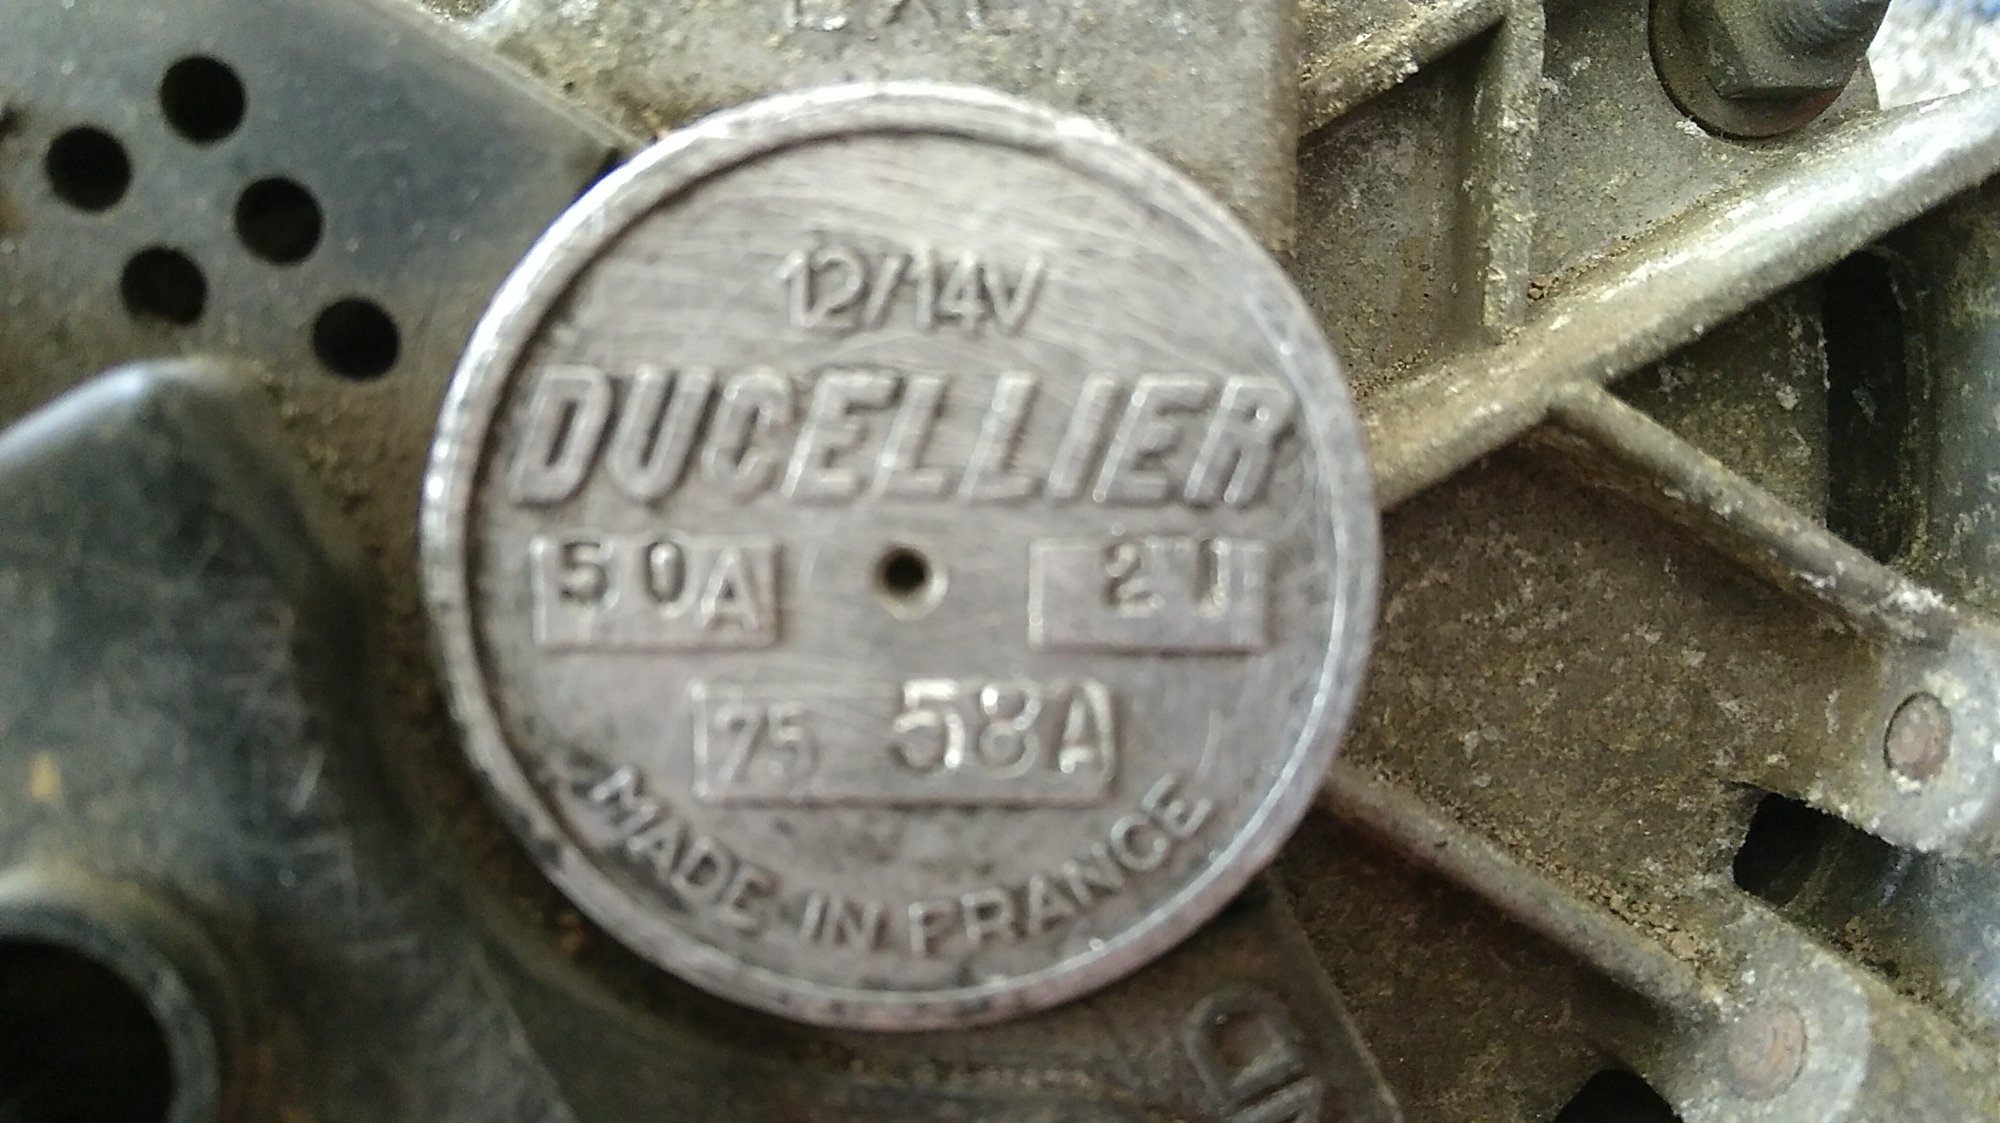 12/14V
DUCELLIER
50A
75 58A
MADE IN FRANCE